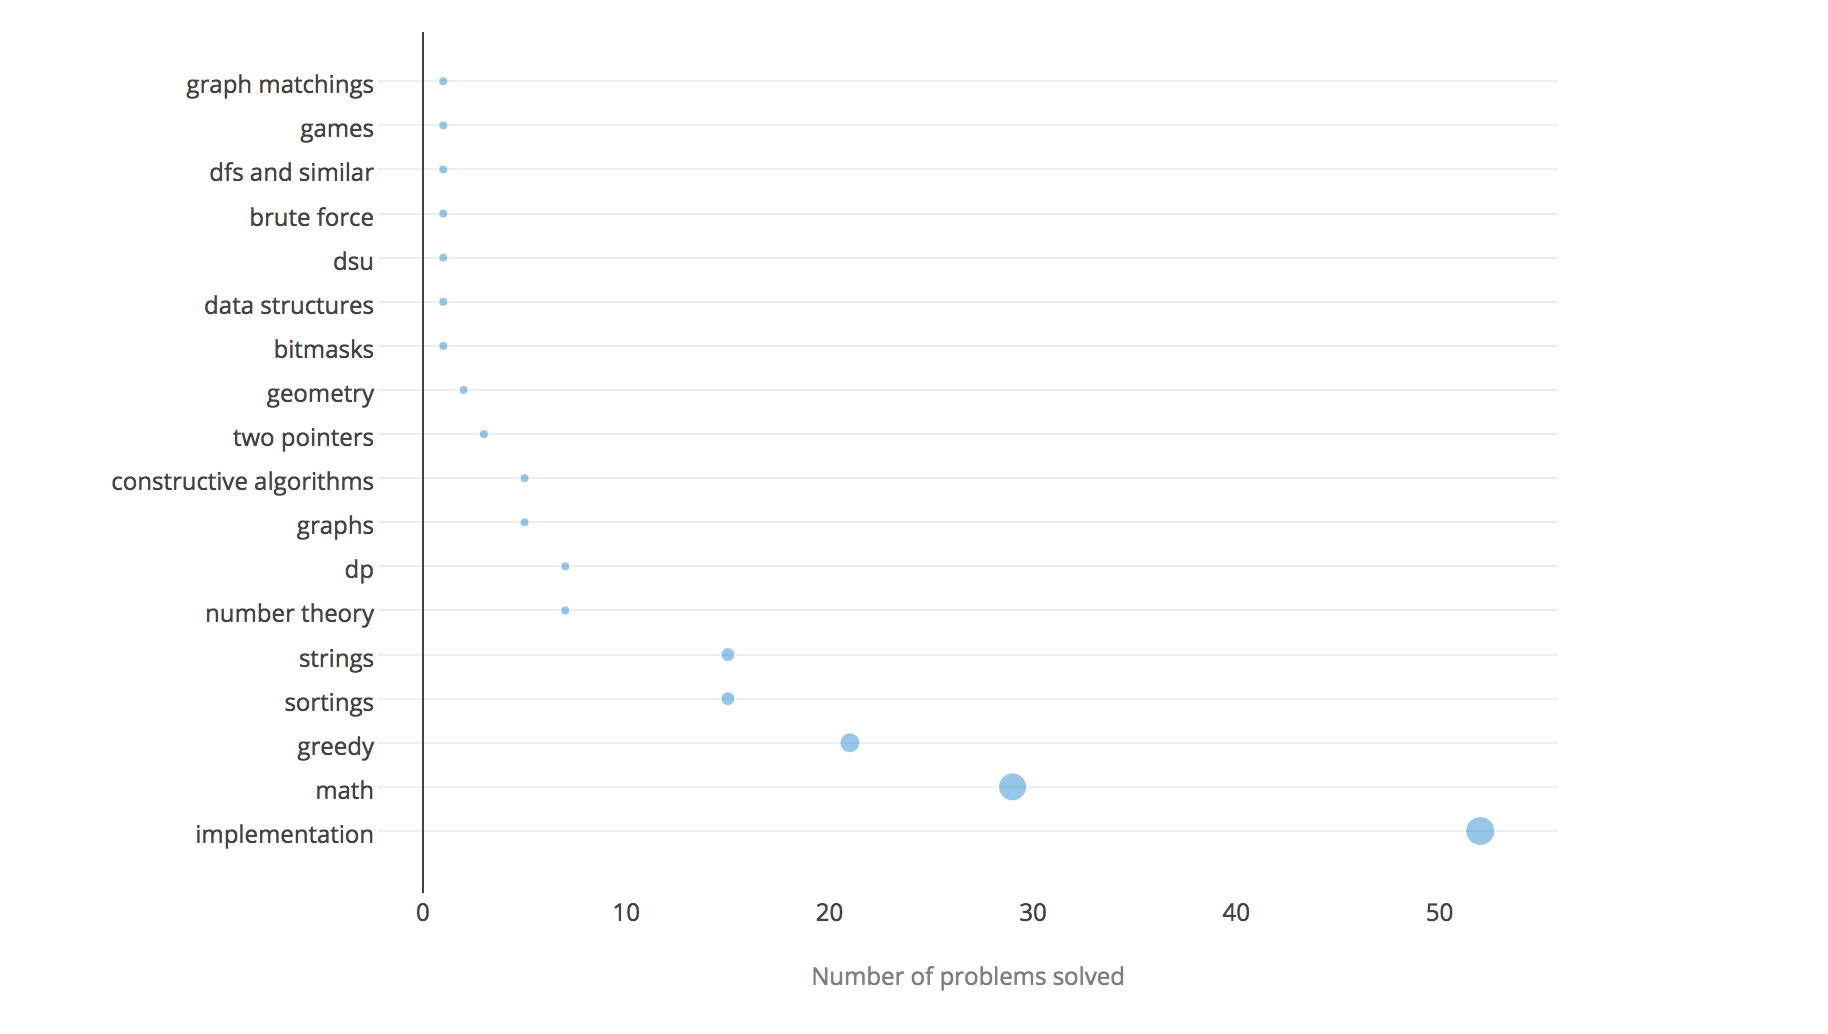 graph matchings
games
dfs and similar
brute force
dsu
data structures
bitmasks
geometry
two pointers
constructive algorithms
graphs
dp
number theory
strings
sortings
greedy
math
implementation
0 10 20 30 40 50
Number of problems solved